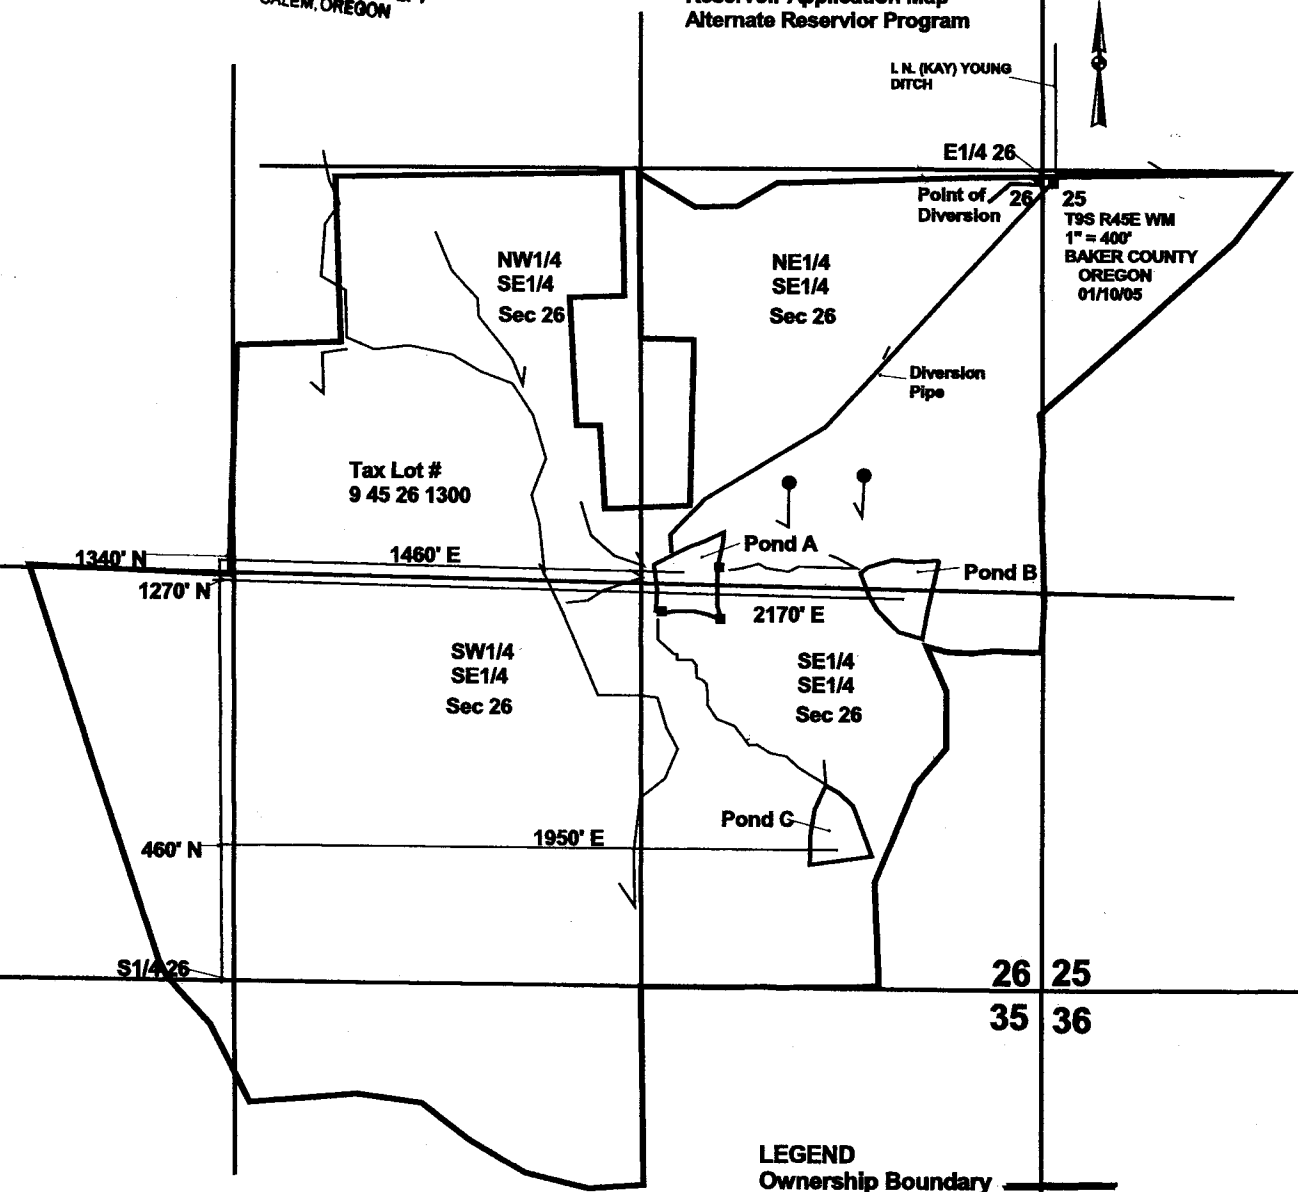 SALEM, OREGON
Reservoir Application Map
Alternate Reservior Program
I. N. (KAY) YOUNG
DITCH
E1/4 26
Point of
Diversion
26 25
T9S R45E WM
1" = 400'
BAKER COUNTY
OREGON
01/10/05
NW1/4
SE1/4
Sec 26
NE1/4
SE1/4
Sec 26
Diversion
Pipe
Tax Lot #
9 45 26 1300
1340' N
1460' E
Pond A
Pond B
1270' N
2170' E
SW1/4
SE1/4
Sec 26
SE1/4
SE1/4
Sec 26
Pond C
460' N
1950' E
S1/4 26
26 25
35 36
LEGEND
Ownership Boundary